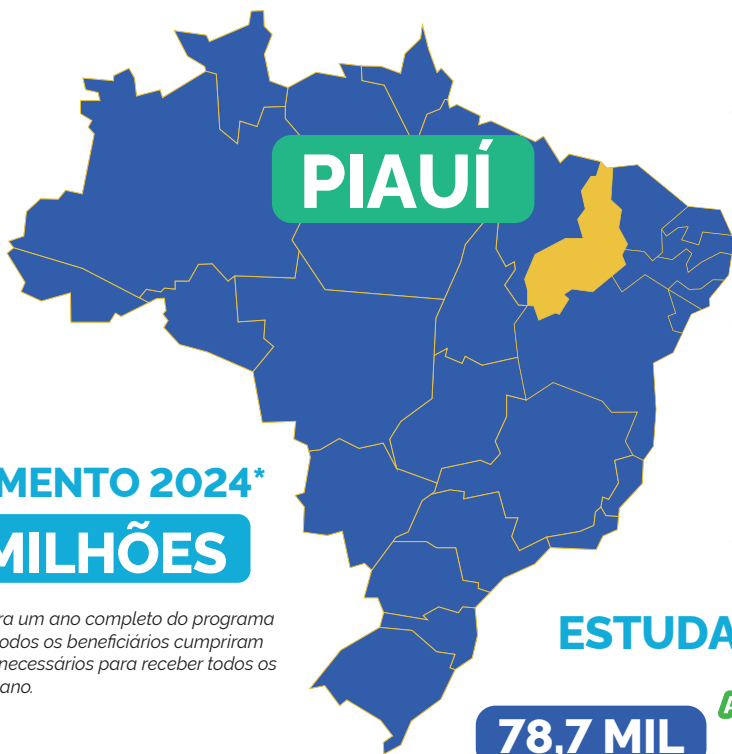 PIAUÍ
MENTO 2024*
MILHÕES
ra um ano completo do programa
odos os beneficiários cumpriram
necessários para receber todos os
ano.
ESTUDA
78,7 MIL